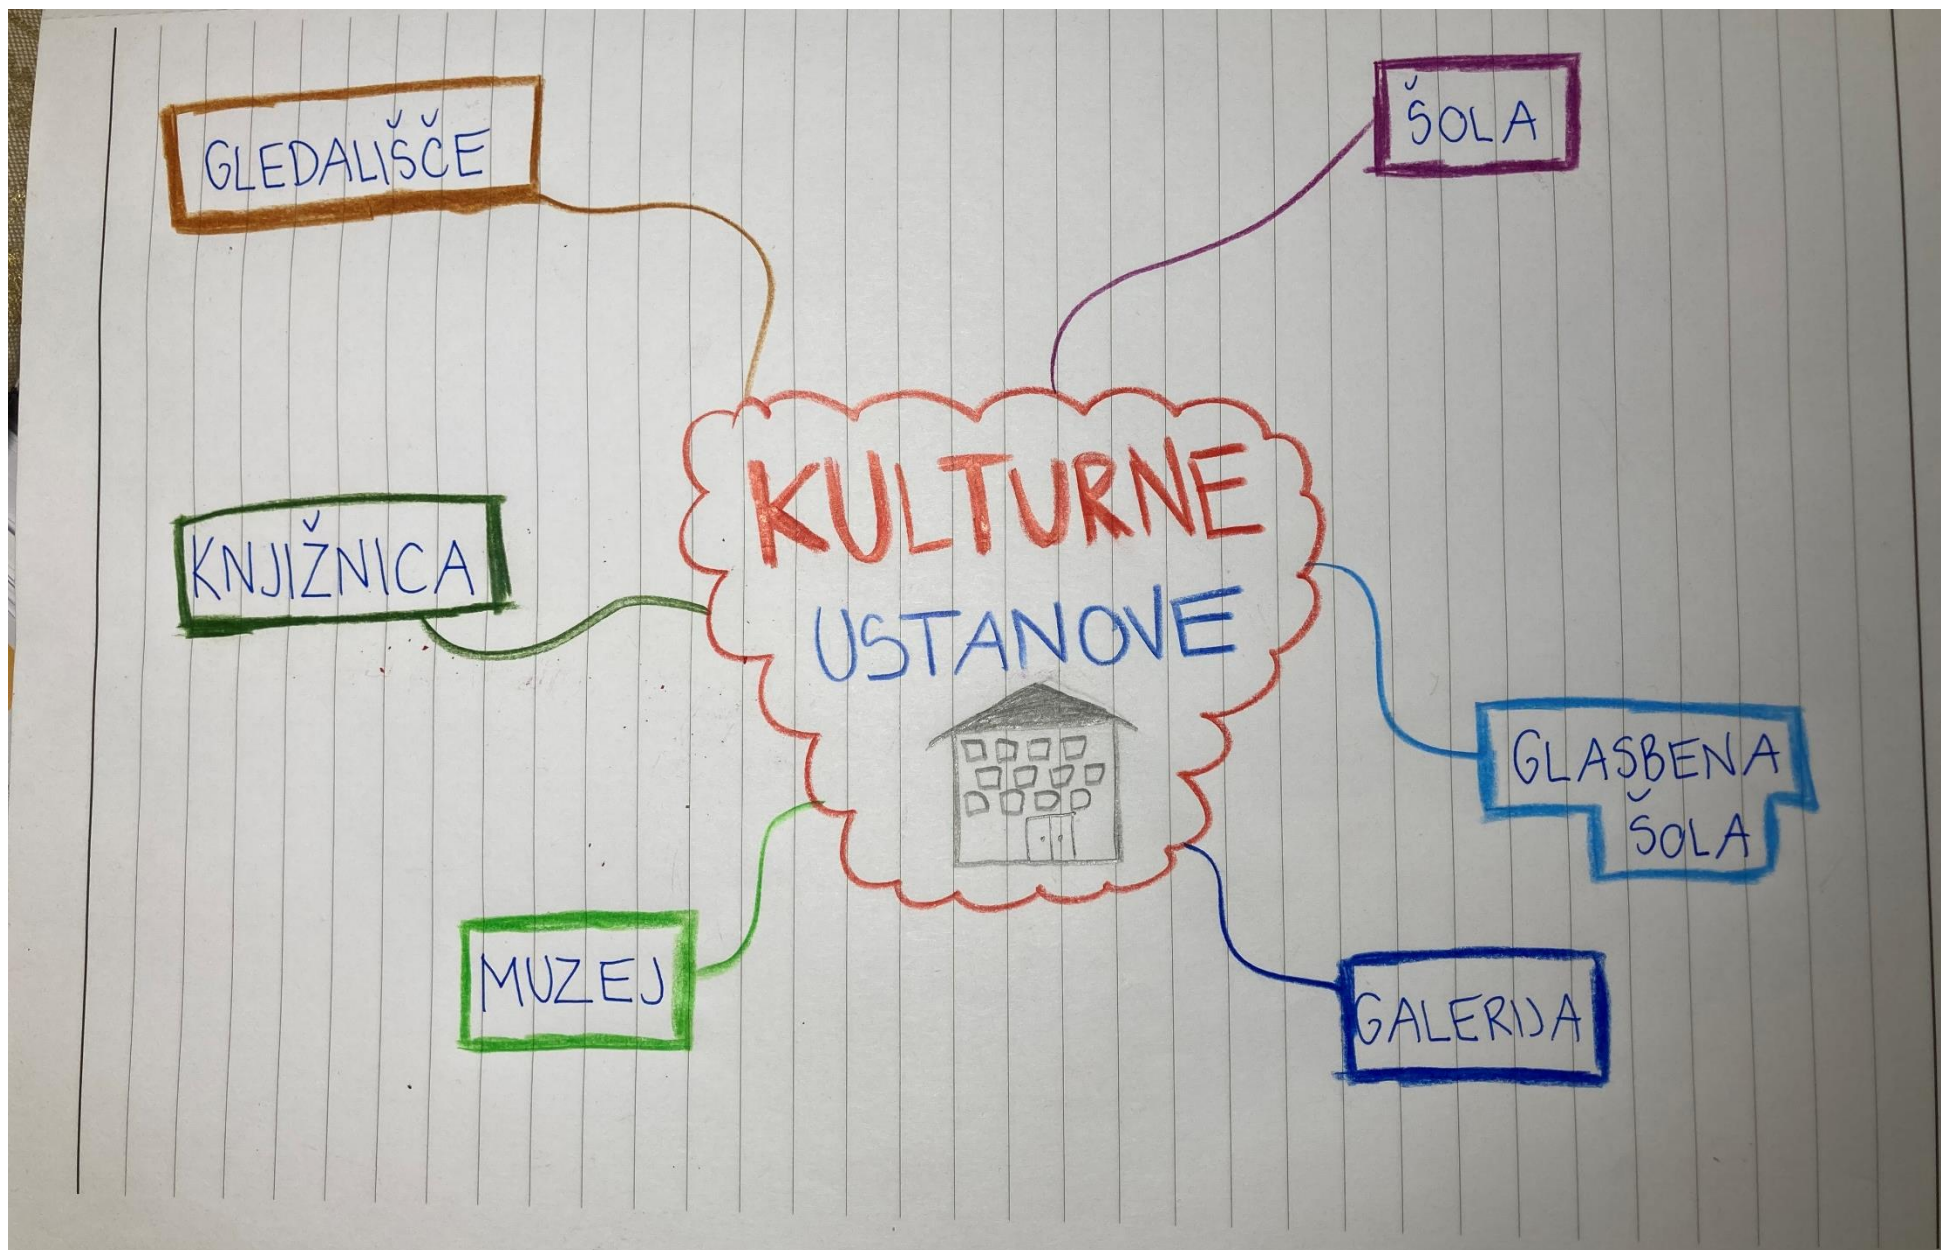 GLEDALIŠČE
ŠOLA
KULTURNE
USTANOVE
KNJIŽNICA
GLASBENA
ŠOLA
MUZEJ
GALERIJA